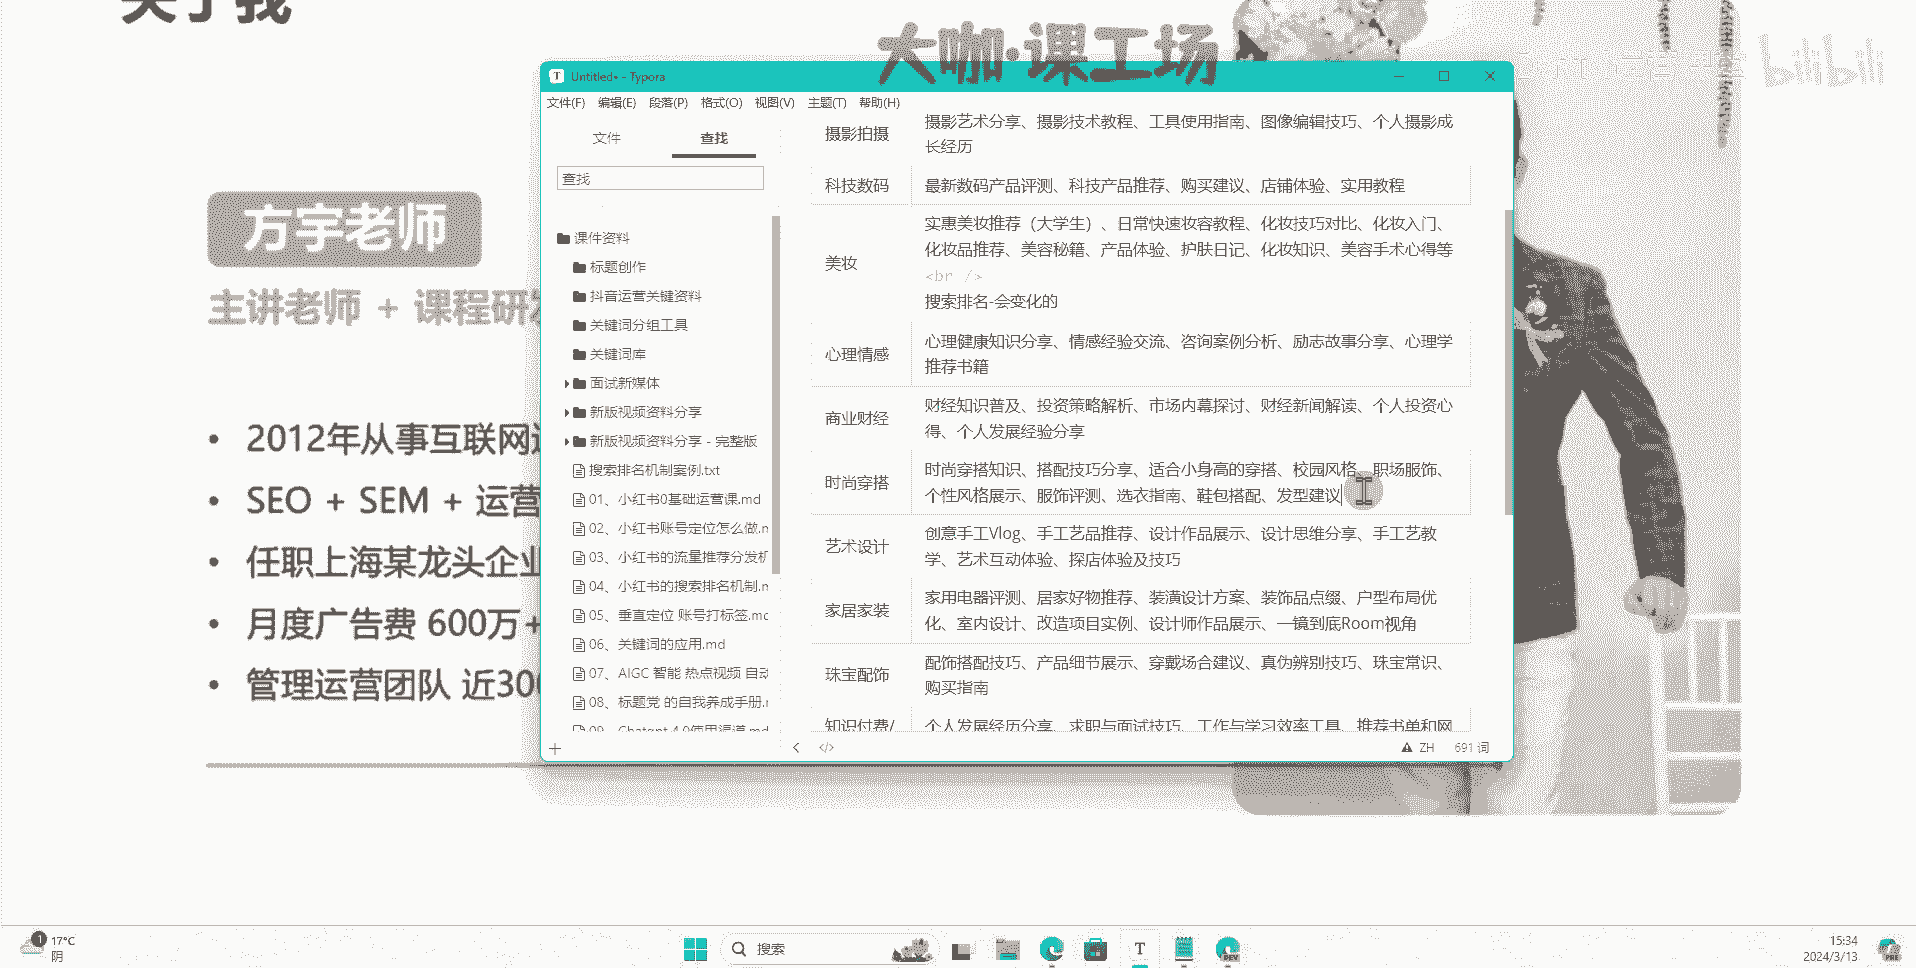 关于我
大咖·课工场
bilibili
方宇老师
主讲老师 + 课程研发
• 2012年从事互联网运
• SEO + SEM + 运营
• 任职上海某龙头企业
• 月度广告费 600万+
• 管理运营团队 近300
Untitled• - Typora
文件(F) 编辑(E) 段落(P) 格式(O) 视图(V) 主题(T) 帮助(H)
文件 查找
查找
课件资料
标题创作
抖音运营关键资料
关键词分组工具
关键词库
面试新媒体
新版视频资料分享
新版视频资料分享 - 完整版
搜索排名机制案例.txt
01、小红书0基础运营课.md
02、小红书账号定位怎么做.m
03、小红书的流量推荐分发机
04、小红书的搜索排名机制.m
05、垂直定位 账号打标签.md
06、关键词的应用.md
07、AIGC 智能 热点视频 自动
08、标题党 的自我养成手册.m
09、Chatgpt 4.0使用渠道.md
摄影拍摄
摄影艺术分享、摄影技术教程、工具使用指南、图像编辑技巧、个人摄影成
长经历
科技数码
最新数码产品评测、科技产品推荐、购买建议、店铺体验、实用教程
美妆
实惠美妆推荐（大学生）、日常快速妆容教程、化妆技巧对比、化妆入门、
化妆品推荐、美容秘籍、产品体验、护肤日记、化妆知识、美容手术心得等
<br />
搜索排名-会变化的
心理情感
心理健康知识分享、情感经验交流、咨询案例分析、励志故事分享、心理学
推荐书籍
商业财经
财经知识普及、投资策略解析、市场内幕探讨、财经新闻解读、个人投资心
得、个人发展经验分享
时尚穿搭
时尚穿搭知识、搭配技巧分享、适合小身高的穿搭、校园风格、职场服饰、
个性风格展示、服饰评测、选衣指南、鞋包搭配、发型建议
艺术设计
创意手工Vlog、手工艺品推荐、设计作品展示、设计思维分享、手工艺教
学、艺术互动体验、探店体验及技巧
家居家装
家用电器评测、居家好物推荐、装潢设计方案、装饰品点缀、户型布局优
化、室内设计、改造项目实例、设计师作品展示、一镜到底Room视角
珠宝配饰
配饰搭配技巧、产品细节展示、穿戴场合建议、真伪辨别技巧、珠宝常识、
购买指南
知识付费/
个人发展经历分享、求职与面试技巧、工作与学习效率工具、推荐书单和网
ZH 691 词
1 17°C
阴
搜索
15:34
2024/3/13
DEV
PRE